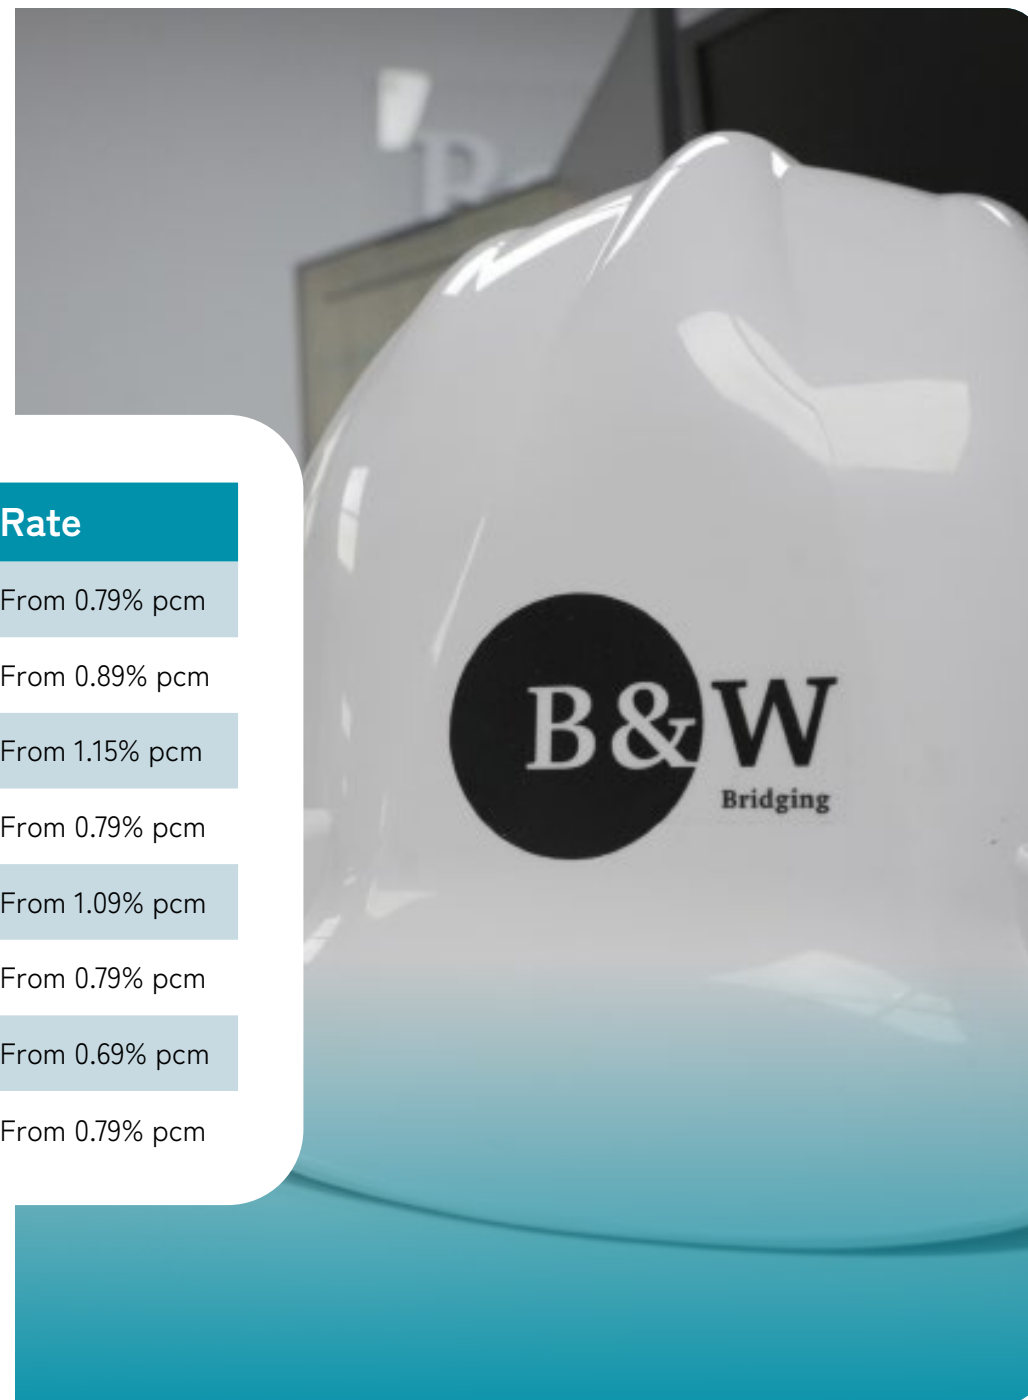 Rate
From 0.79% pcm
From 0.89% pcm
From 1.15% pcm
From 0.79% pcm
From 1.09% pcm
From 0.79% pcm
From 0.69% pcm
From 0.79% pcm
B&W
Bridging